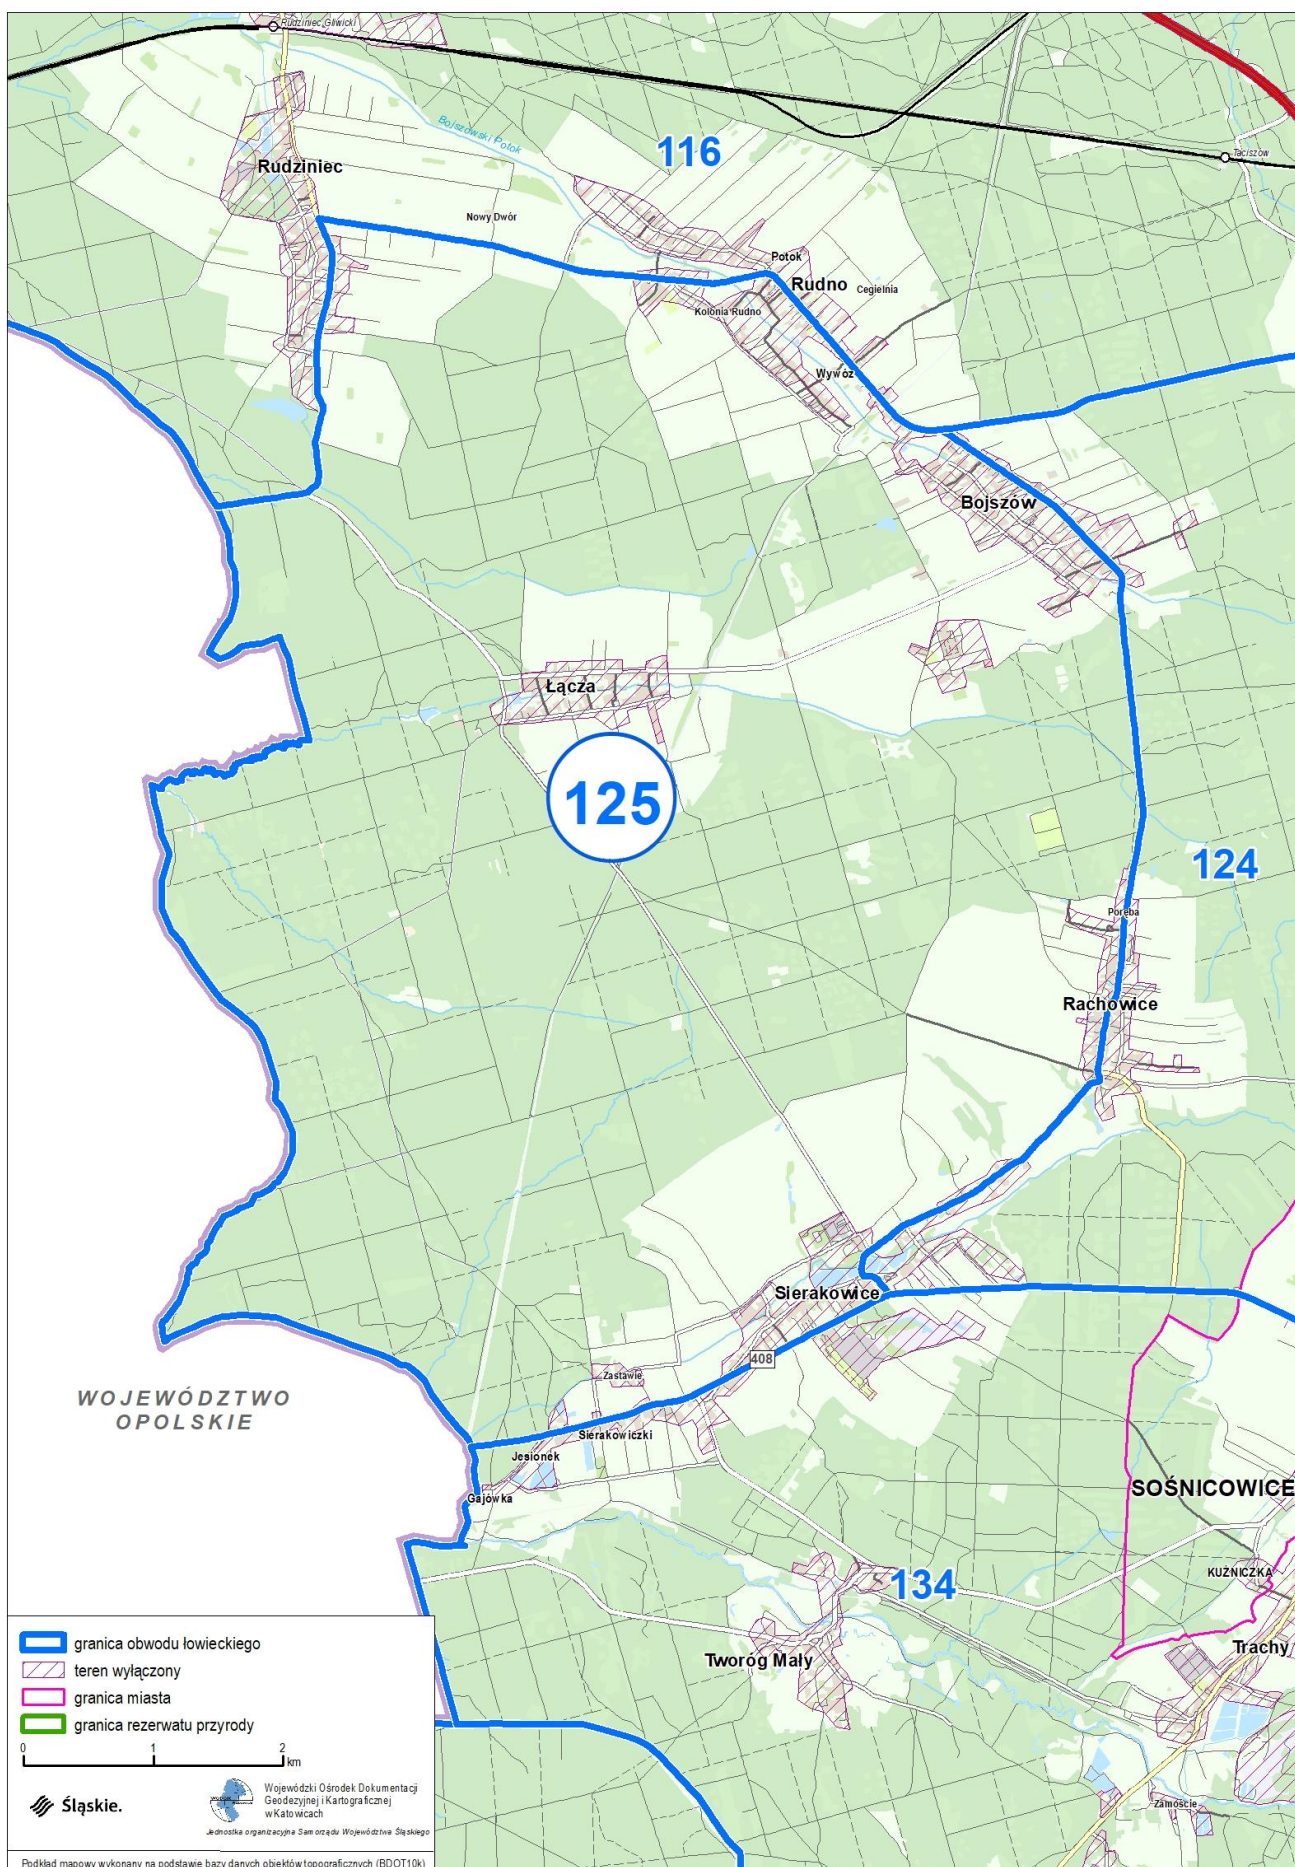 Rudziniec Gliwicki
Bojszowski Potok
116
Taciszów
Rudziniec
Nowy Dwór
Potok
Rudno
Cegielnia
Kolonia Rudno
Wywóz
Bojszów
Łącza
125
124
Poręba
Rachowice
Sierakowice
408
Zastawie
WOJEWÓDZTWO
OPOLSKIE
Sierakowiczki
Jesionek
Gajówka
SOŚNICOWICE
KUŹNICZKA
134
Tworóg Mały
Trachy
Zamoście
granica obwodu łowieckiego
teren wyłączony
granica miasta
granica rezerwatu przyrody
0 1 2
km
Śląskie.
Wojewódzki Ośrodek Dokumentacji
Geodezyjnej i Kartograficznej
w Katowicach
Jednostka organizacyjna Samorządu Województwa Śląskiego
Podkład mapowy wykonany na podstawie bazy danych obiektów topograficznych (BDOT10k)